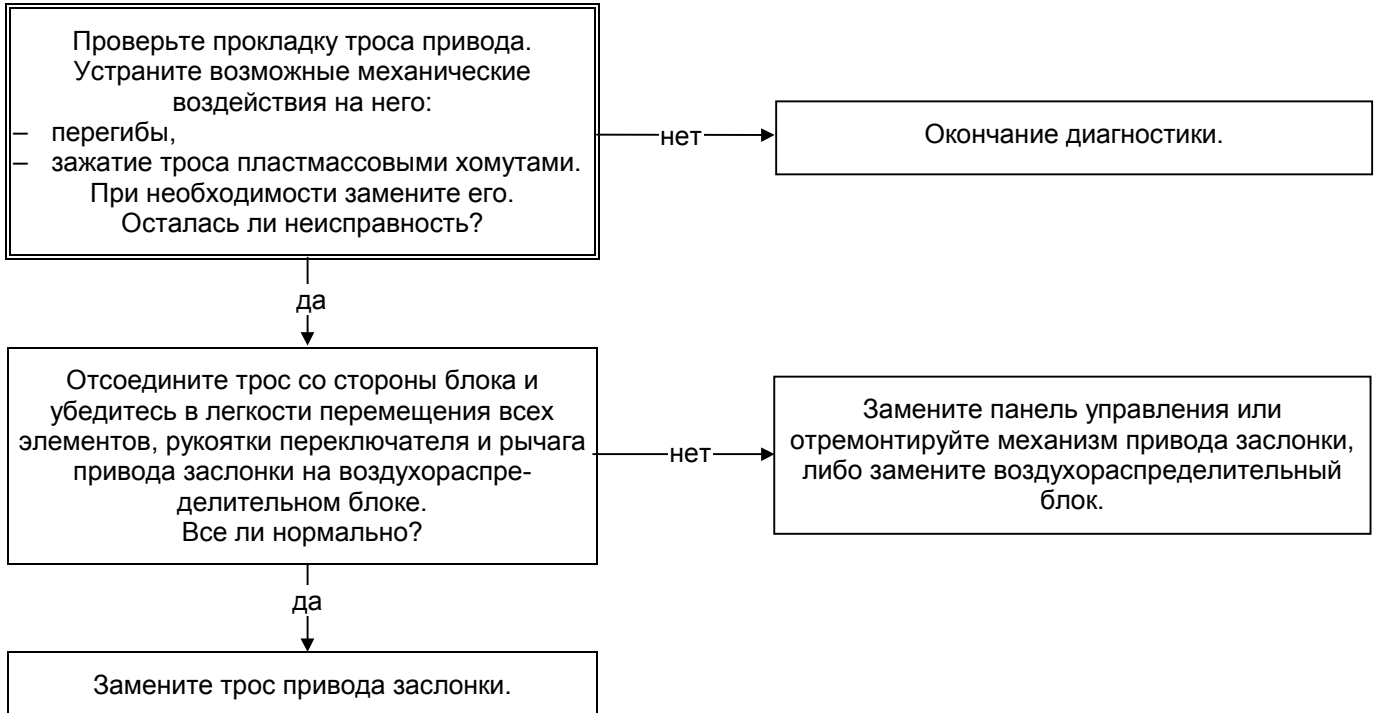 Проверьте прокладку троса привода.
Устраните возможные механические
воздействия на него:
– перегибы,
– зажатие троса пластмассовыми хомутами.
При необходимости замените его.
Осталась ли неисправность?
нет
Окончание диагностики.
да
Отсоедините трос со стороны блока и
убедитесь в легкости перемещения всех
элементов, рукоятки переключателя и рычага
привода заслонки на воздухораспре-
делительном блоке.
Все ли нормально?
нет
Замените панель управления или
отремонтируйте механизм привода заслонки,
либо замените воздухораспределительный
блок.
да
Замените трос привода заслонки.